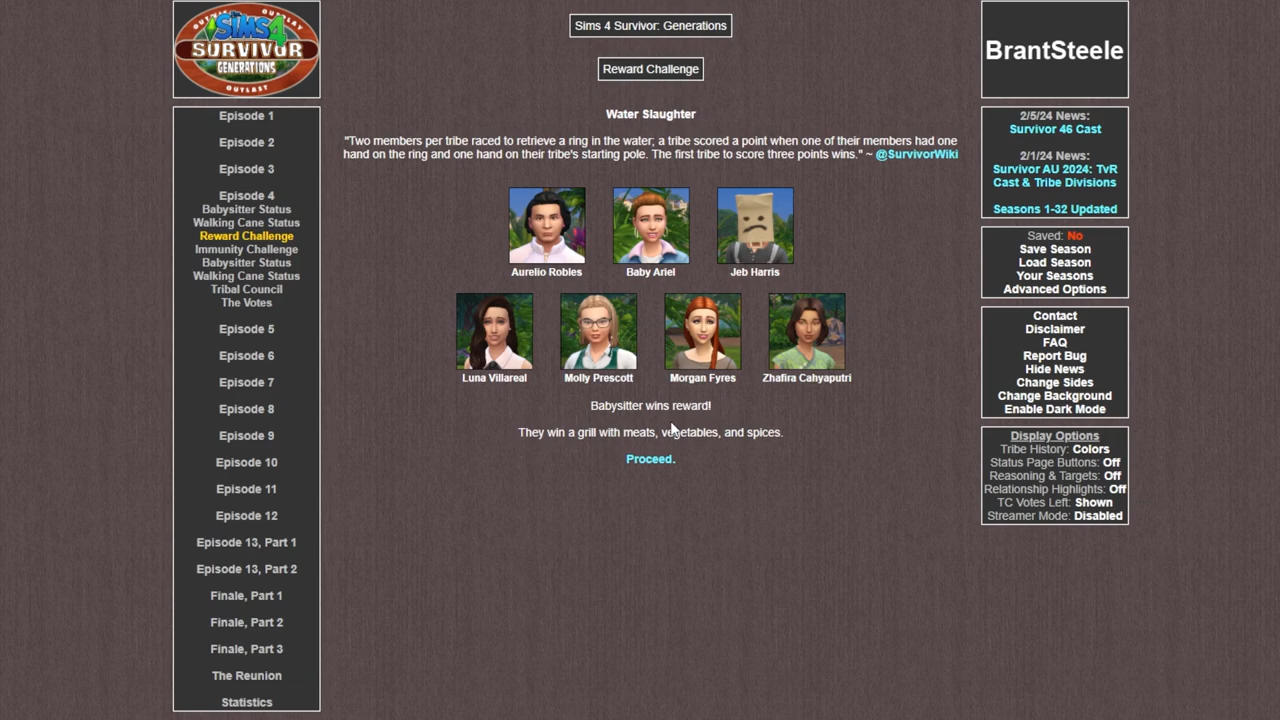 OUTWIT OUTPLAY
THE SIMS 4
SURVIVOR
GENERATIONS
OUTLAST
Episode 1
Episode 2
Episode 3
Episode 4
Babysitter Status
Walking Cane Status
Reward Challenge
Immunity Challenge
Babysitter Status
Walking Cane Status
Tribal Council
The Votes
Episode 5
Episode 6
Episode 7
Episode 8
Episode 9
Episode 10
Episode 11
Episode 12
Episode 13, Part 1
Episode 13, Part 2
Finale, Part 1
Finale, Part 2
Finale, Part 3
The Reunion
Statistics
Sims 4 Survivor: Generations
Reward Challenge
Water Slaughter
"Two members per tribe raced to retrieve a ring in the water; a tribe scored a point when one of their members had one
hand on the ring and one hand on their tribe's starting pole. The first tribe to score three points wins." ~ @SurvivorWiki
Aurelio Robles Baby Ariel Jeb Harris
Luna Villareal Molly Prescott Morgan Fyres Zhafira Cahyaputri
Babysitter wins reward!
They win a grill with meats, vegetables, and spices.
Proceed.
BrantSteele
2/5/24 News:
Survivor 46 Cast
2/1/24 News:
Survivor AU 2024: TvR
Cast & Tribe Divisions
Seasons 1-32 Updated
Saved: No
Save Season
Load Season
Your Seasons
Advanced Options
Contact
Disclaimer
FAQ
Report Bug
Hide News
Change Sides
Change Background
Enable Dark Mode
Display Options
Tribe History: Colors
Status Page Buttons: Off
Reasoning & Targets: Off
Relationship Highlights: Off
TC Votes Left: Shown
Streamer Mode: Disabled